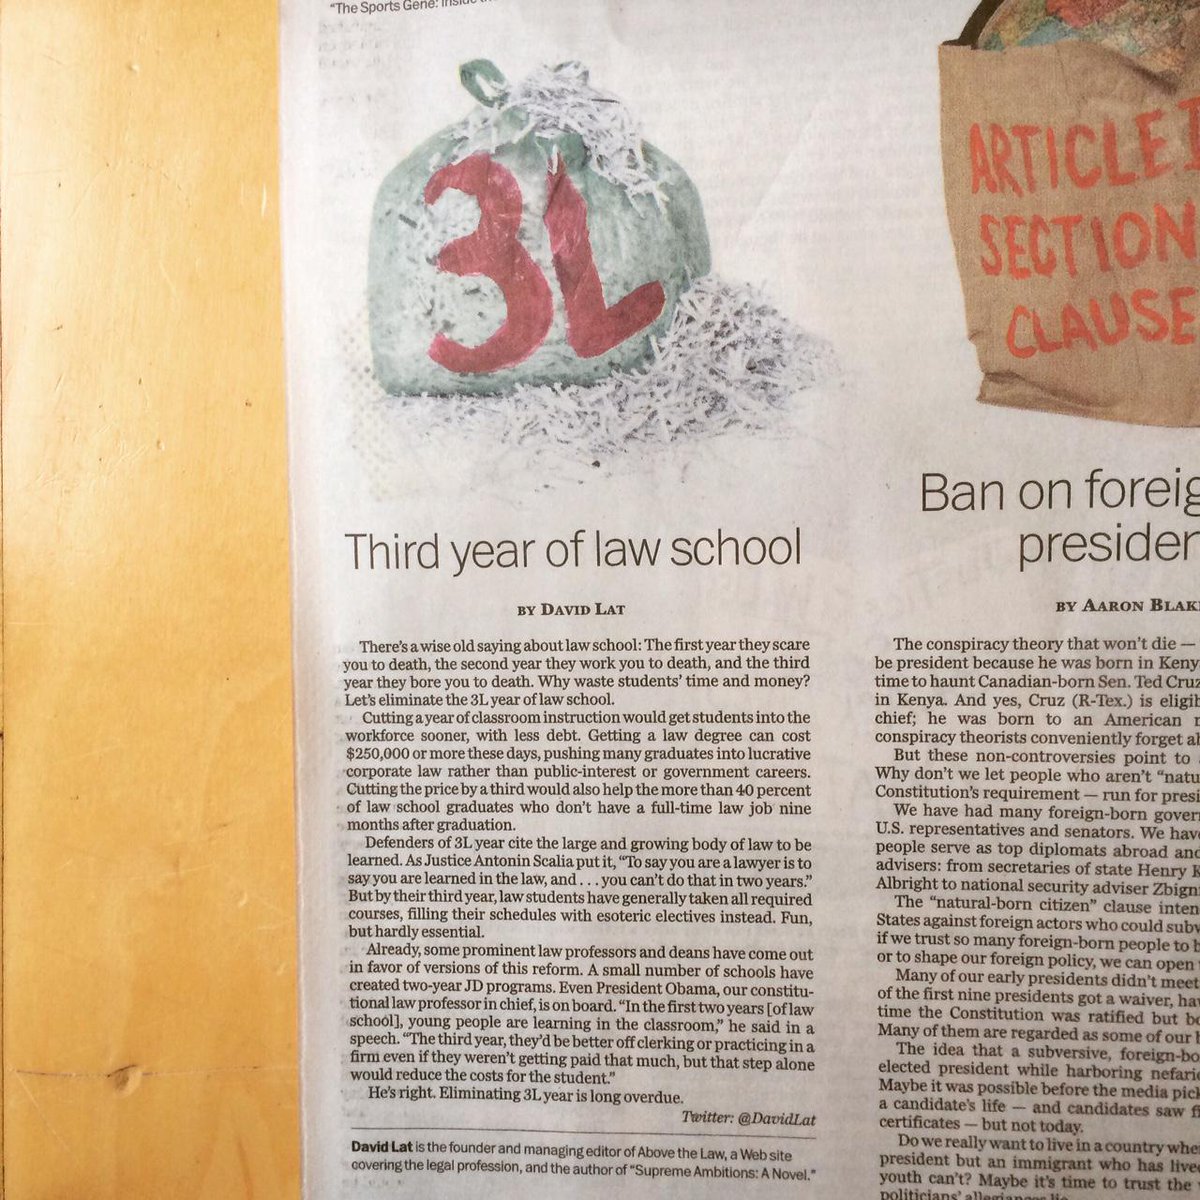 "The Sports Gene: Inside
3L
Third year of law school
BY DAVID LAT
There's a wise old saying about law school: The first year they scare
you to death, the second year they work you to death, and the third
year they bore you to death. Why waste students' time and money?
Let's eliminate the 3L year of law school.
Cutting a year of classroom instruction would get students into the
workforce sooner, with less debt. Getting a law degree can cost
$250,000 or more these days, pushing many graduates into lucrative
corporate law rather than public-interest or government careers.
Cutting the price by a third would also help the more than 40 percent
of law school graduates who don't have a full-time law job nine
months after graduation.
Defenders of 3L year cite the large and growing body of law to be
learned. As Justice Antonin Scalia put it, "To say you are a lawyer is to
say you are learned in the law, and . . . you can't do that in two years."
But by their third year, law students have generally taken all required
courses, filling their schedules with esoteric electives instead. Fun,
but hardly essential.
Already, some prominent law professors and deans have come out
in favor of versions of this reform. A small number of schools have
created two-year JD programs. Even President Obama, our constitu-
tional law professor in chief, is on board. "In the first two years [of law
school], young people are learning in the classroom," he said in a
speech. "The third year, they'd be better off clerking or practicing in a
firm even if they weren't getting paid that much, but that step alone
would reduce the costs for the student."
He's right. Eliminating 3L year is long overdue.
Twitter: @DavidLat
David Lat is the founder and managing editor of Above the Law, a Web site
covering the legal profession, and the author of "Supreme Ambitions: A Novel."
ARTICLE
SECTION
CLAUSE
Ban on foreig
presiden
BY AARON BLAK
The conspiracy theory that won't die —
be president because he was born in Keny
time to haunt Canadian-born Sen. Ted Cruz
in Kenya. And yes, Cruz (R-Tex.) is eligib
chief; he was born to an American
conspiracy theorists conveniently forget
But these non-controversies point to
Why don't we let people who aren't "natu
Constitution's requirement — run for presi
We have had many foreign-born gover
U.S. representatives and senators. We have
people serve as top diplomats abroad and
advisers: from secretaries of state Henry K
Albright to national security adviser Zbign
The "natural-born citizen" clause inten
States against foreign actors who could subv
if we trust so many foreign-born people to
or to shape our foreign policy, we can open
Many of our early presidents didn't meet
of the first nine presidents got a waiver, hav
time the Constitution was ratified but
Many of them are regarded as some of our
The idea that a subversive, foreign-bo
elected president while harboring nefari
Maybe it was possible before the media pick
a candidate's life — and candidates saw
certificates — but not today.
Do we really want to live in a country whe
president but an immigrant who has live
youth can't? Maybe it's time to trust the
politicians' allegiances lie.